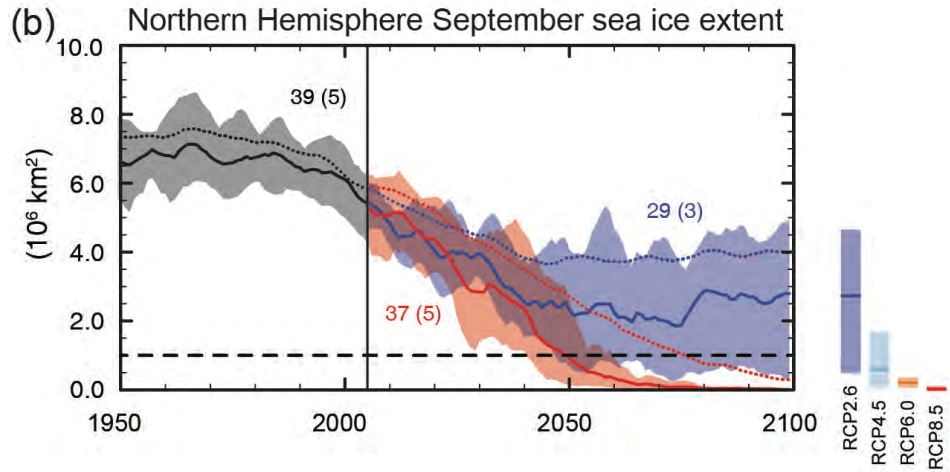 (b) Northern Hemisphere September sea ice extent
10.0
8.0
6.0
4.0
2.0
0.0
(10⁶ km²)
39 (5)
29 (3)
37 (5)
1950
2000
2050
2100
RCP2.6
RCP4.5
RCP6.0
RCP8.5